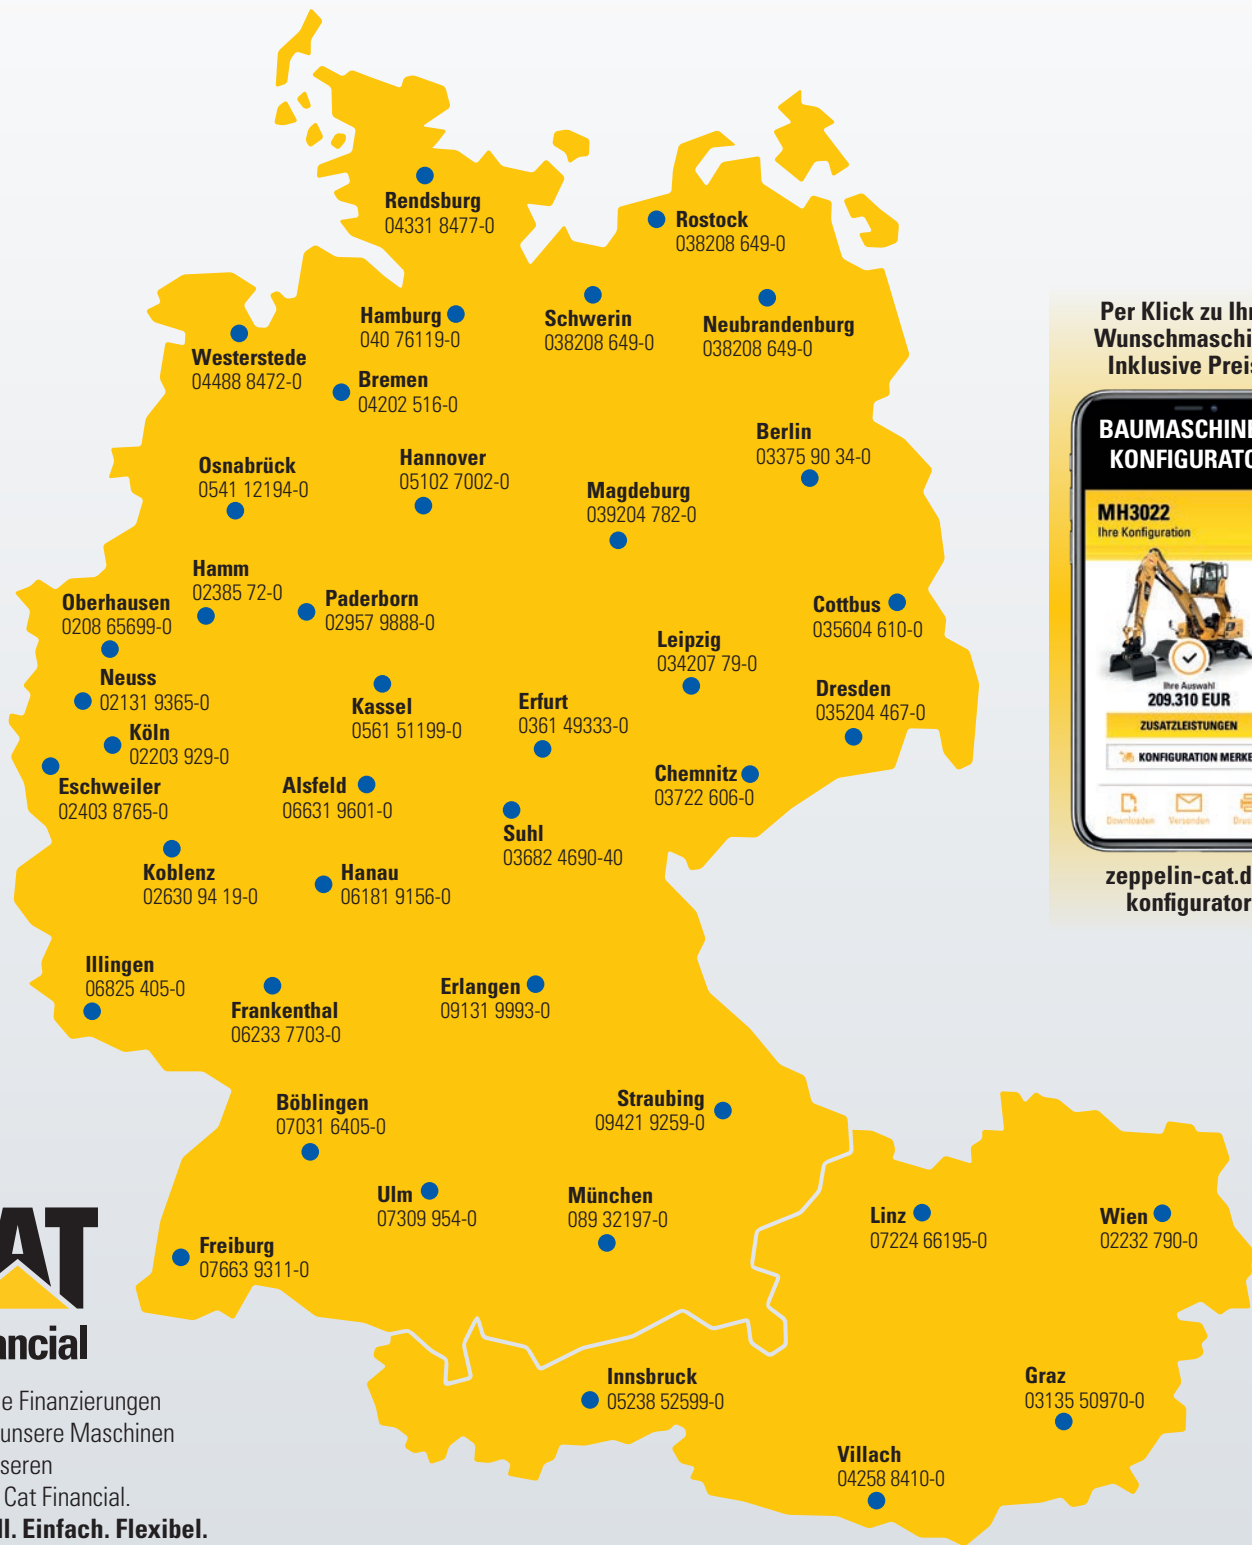 Rendsburg
04331 8477-0
Rostock
038208 649-0
Hamburg
040 76119-0
Schwerin
038208 649-0
Neubrandenburg
038208 649-0
Westerstede
04488 8472-0
Bremen
04202 516-0
Berlin
03375 90 34-0
Osnabrück
0541 12194-0
Hannover
05102 7002-0
Magdeburg
039204 782-0
Hamm
02385 72-0
Oberhausen
0208 65699-0
Paderborn
02957 9888-0
Cottbus
035604 610-0
Leipzig
034207 79-0
Neuss
02131 9365-0
Kassel
0561 51199-0
Erfurt
0361 49333-0
Dresden
035204 467-0
Köln
02203 929-0
Eschweiler
02403 8765-0
Alsfeld
06631 9601-0
Chemnitz
03722 606-0
Suhl
03682 4690-40
Koblenz
02630 94 19-0
Hanau
06181 9156-0
Illingen
06825 405-0
Frankenthal
06233 7703-0
Erlangen
09131 9993-0
Böblingen
07031 6405-0
Straubing
09421 9259-0
Ulm
07309 954-0
München
089 32197-0
Freiburg
07663 9311-0
Linz
07224 66195-0
Wien
02232 790-0
Innsbruck
05238 52599-0
Graz
03135 50970-0
Villach
04258 8410-0
Per Klick zu Ihr
Wunschmaschi
Inklusive Preis
BAUMASCHIN
KONFIGURATO
MH3022
Ihre Konfiguration
Ihre Auswahl
209.310 EUR
ZUSATZLEISTUNGEN
KONFIGURATION MERKE
Downloaden Versenden Druc
zeppelin-cat.d
konfigurator
AT
ancial
e Finanzierungen
unsere Maschinen
seren
Cat Financial.
ll. Einfach. Flexibel.